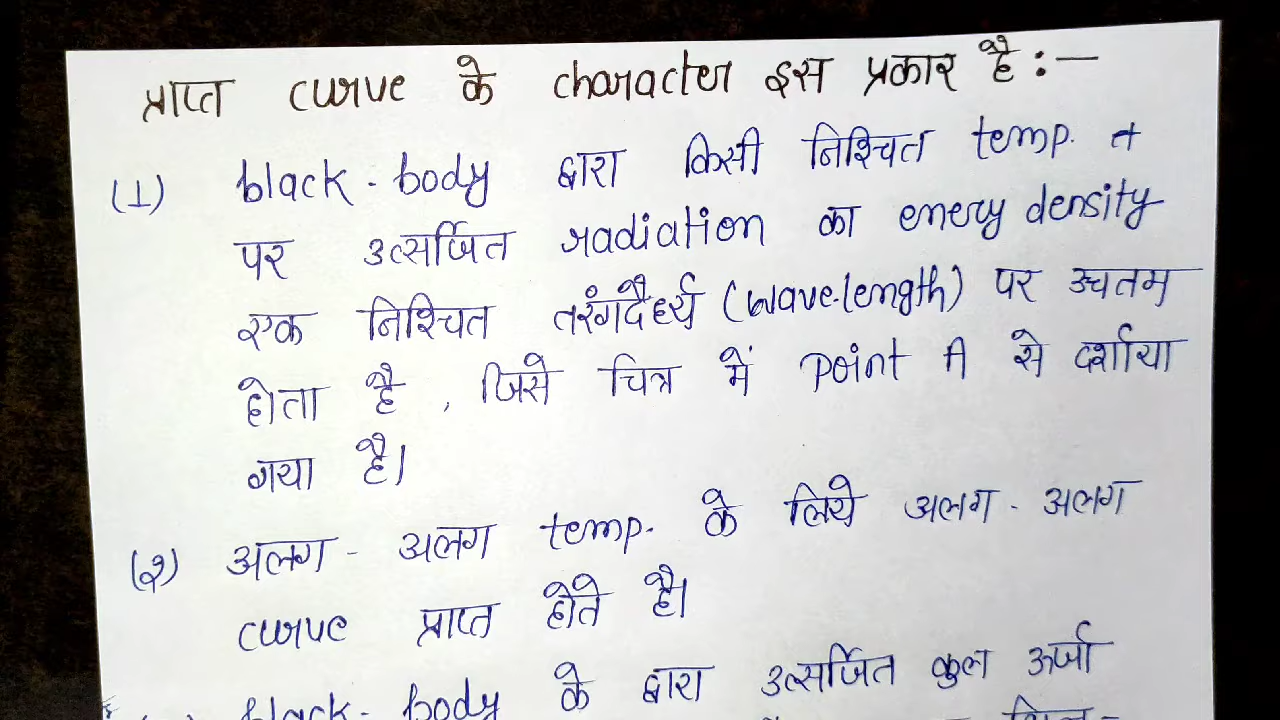 प्राप्त curve के character इस प्रकार है :—
(1) black-body द्वारा किसी निश्चित temp. त
पर उत्सर्जित radiation का enery density
एक निश्चित तरंगदैर्ध्य (wave-length) पर उच्चतम
होता है, जिसे चित्र में Point A से दर्शाया
गया है।
(2) अलग - अलग temp. के लिये अलग - अलग
curve प्राप्त होते है।
black-body के द्वारा उत्सर्जित कुल ऊर्जा